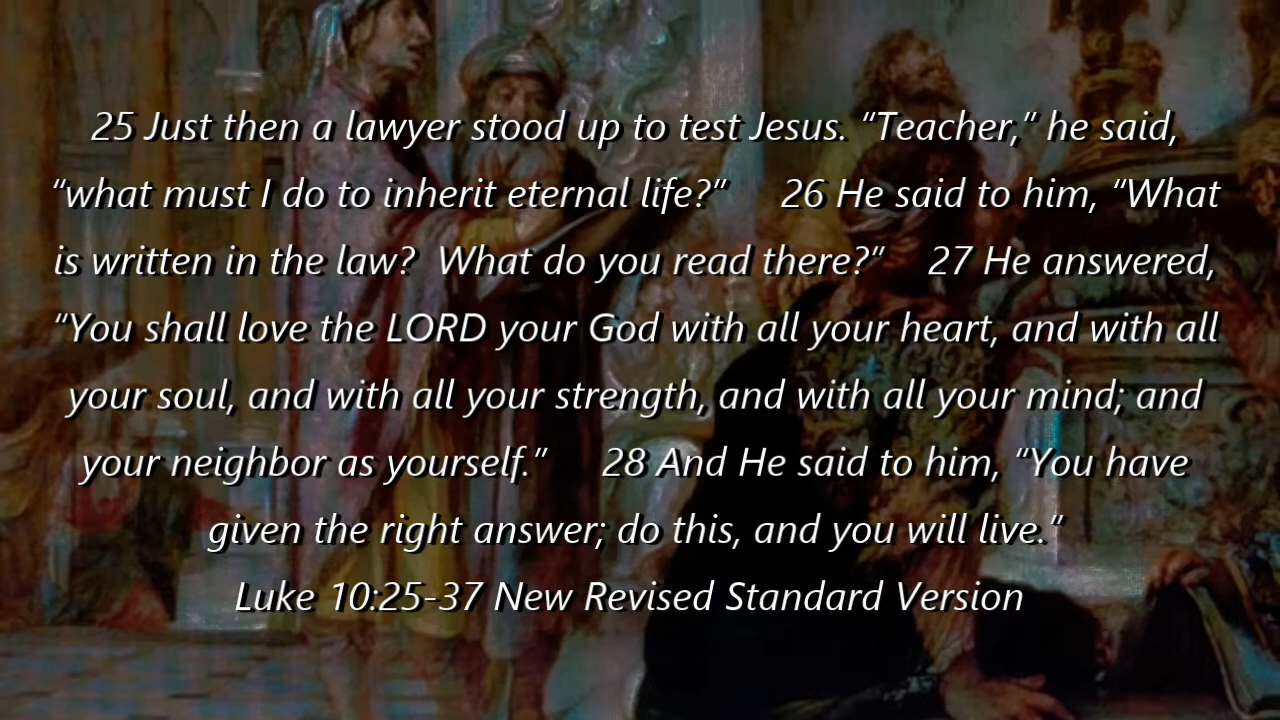 25 Just then a lawyer stood up to test Jesus. “Teacher,” he said,
“what must I do to inherit eternal life?” 26 He said to him, “What
is written in the law? What do you read there?” 27 He answered,
“You shall love the LORD your God with all your heart, and with all
your soul, and with all your strength, and with all your mind; and
your neighbor as yourself.” 28 And He said to him, “You have
given the right answer; do this, and you will live.”
Luke 10:25-37 New Revised Standard Version